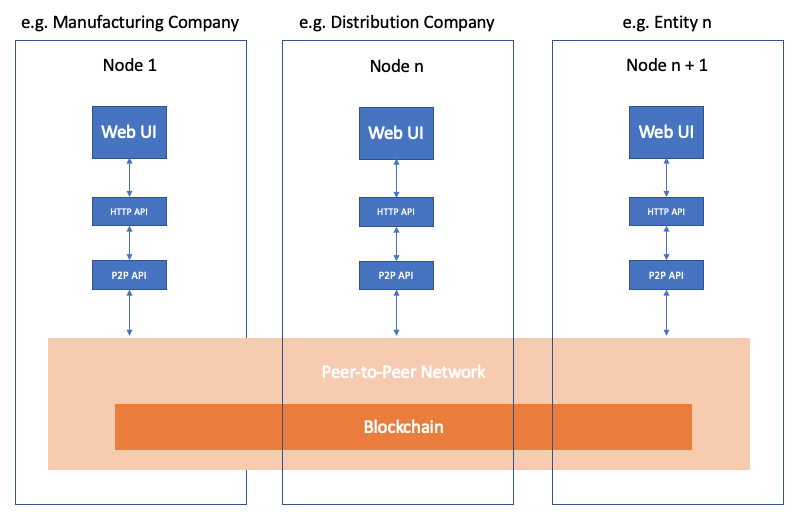 e.g. Manufacturing Company
e.g. Distribution Company
e.g. Entity n
Node 1
Node n
Node n + 1
Web UI
Web UI
Web UI
HTTP API
HTTP API
HTTP API
P2P API
P2P API
P2P API
Peer-to-Peer Network
Blockchain